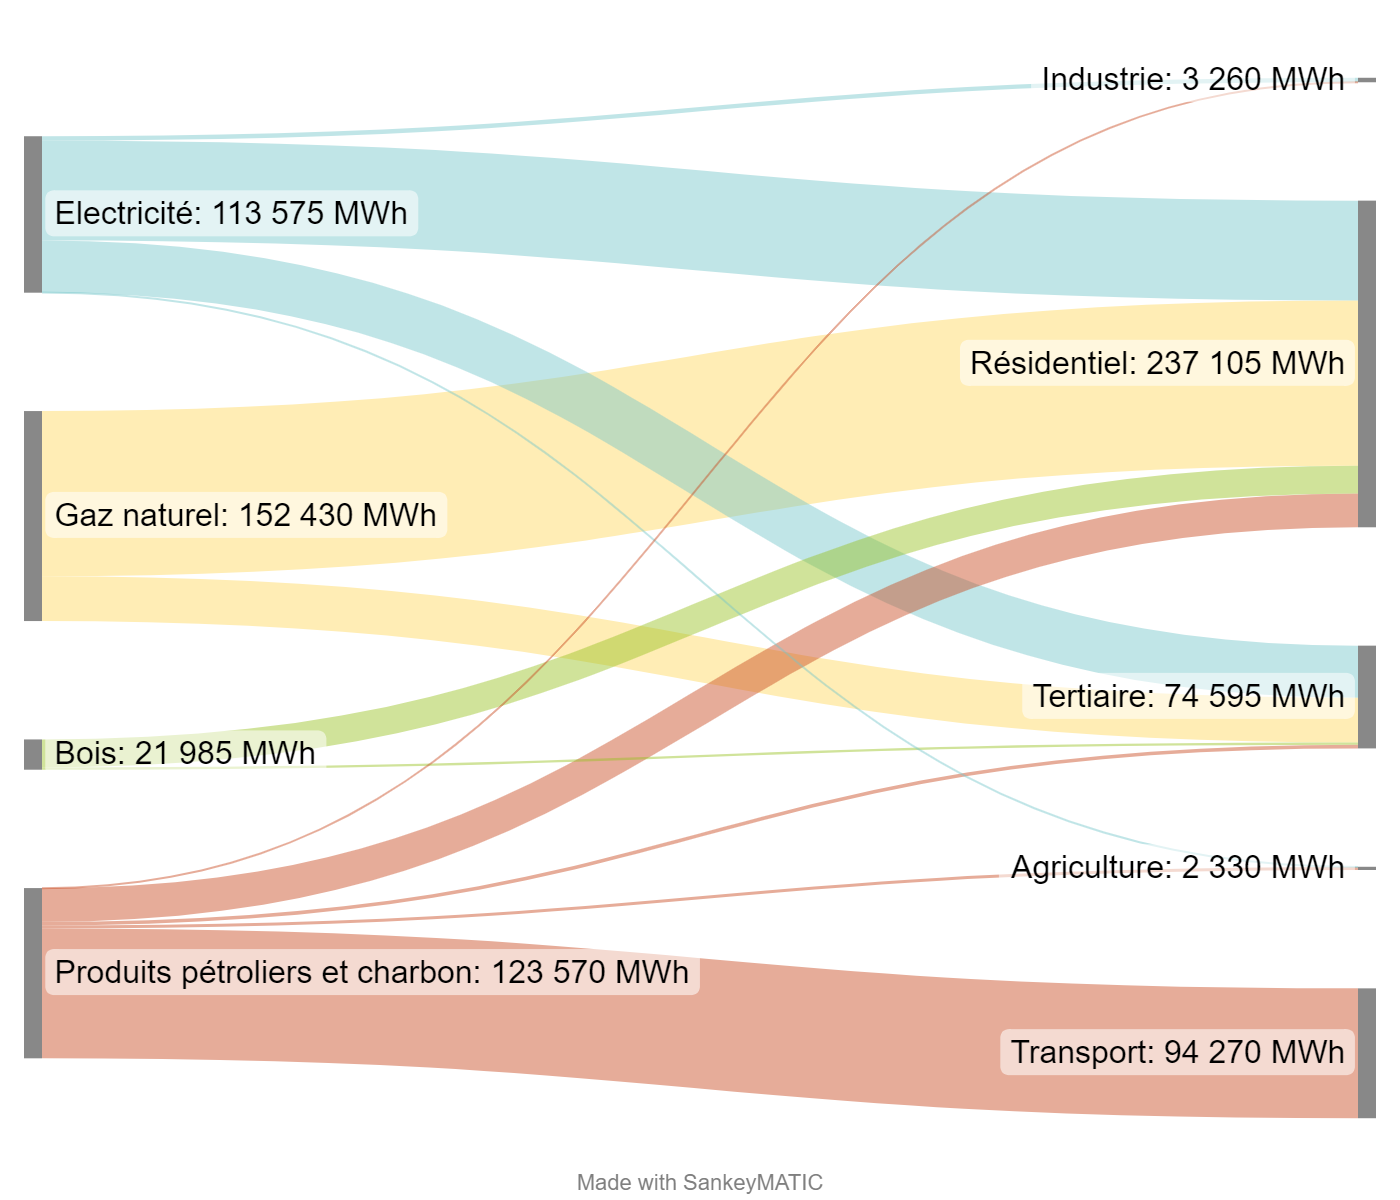 Industrie: 3 260 MWh
Electricité: 113 575 MWh
Résidentiel: 237 105 MWh
Gaz naturel: 152 430 MWh
Tertiaire: 74 595 MWh
Bois: 21 985 MWh
Agriculture: 2 330 MWh
Produits pétroliers et charbon: 123 570 MWh
Transport: 94 270 MWh
Made with SankeyMATIC